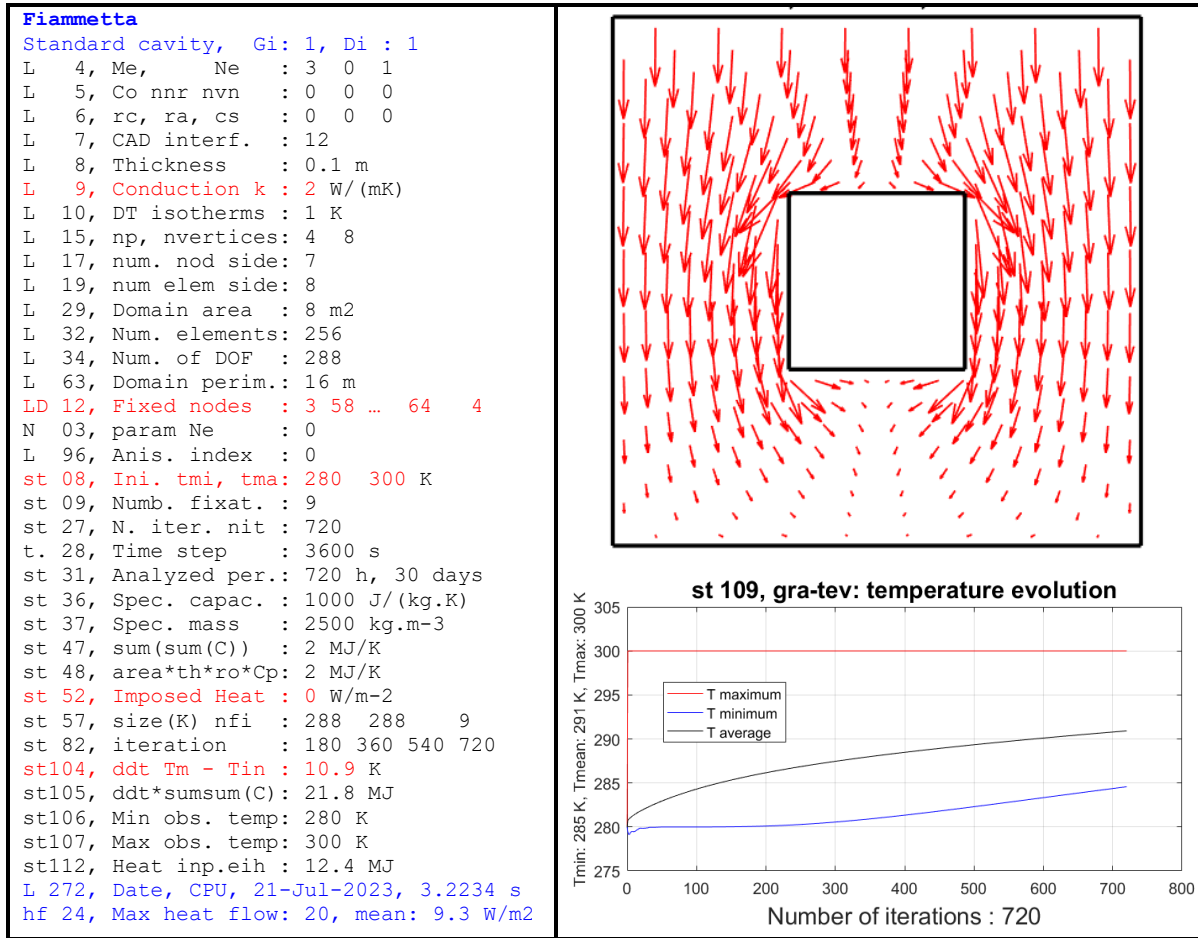 Fiammetta
Standard cavity,  Gi: 1, Di : 1
L   4, Me,     Ne   : 3  0  1
L   5, Co nnr nvn   : 0  0  0
L   6, rc, ra, cs   : 0  0  0
L   7, CAD interf.  : 12
L   8, Thickness    : 0.1 m
L   9, Conduction k : 2 W/(mK)
L  10, DT isotherms : 1 K
L  15, np, nvertices: 4  8
L  17, num. nod side: 7
L  19, num elem side: 8
L  29, Domain area  : 8 m2
L  32, Num. elements: 256
L  34, Num. of DOF  : 288
L  63, Domain perim.: 16 m
LD 12, Fixed nodes  : 3 58 …  64   4
N  03, param Ne     : 0
L  96, Anis. index  : 0
st 08, Ini. tmi, tma: 280  300 K
st 09, Numb. fixat. : 9
st 27, N. iter. nit : 720
t. 28, Time step    : 3600 s
st 31, Analyzed per.: 720 h, 30 days
st 36, Spec. capac. : 1000 J/(kg.K)
st 37, Spec. mass   : 2500 kg.m-3
st 47, sum(sum(C))  : 2 MJ/K
st 48, area*th*ro*Cp: 2 MJ/K
st 52, Imposed Heat : 0 W/m-2
st 57, size(K) nfi  : 288  288    9
st 82, iteration    : 180 360 540 720
st104, ddt Tm - Tin : 10.9 K
st105, ddt*sumsum(C): 21.8 MJ
st106, Min obs. temp: 280 K
st107, Max obs. temp: 300 K
st112, Heat inp.eih : 12.4 MJ
L 272, Date, CPU, 21-Jul-2023, 3.2234 s
hf 24, Max heat flow: 20, mean: 9.3 W/m2
st 109, gra-tev: temperature evolution
Tmin: 285 K, Tmean: 291 K, Tmax: 300 K
305
300
295
290
285
280
275
T maximum
T minimum
T average
0 100 200 300 400 500 600 700 800
Number of iterations : 720